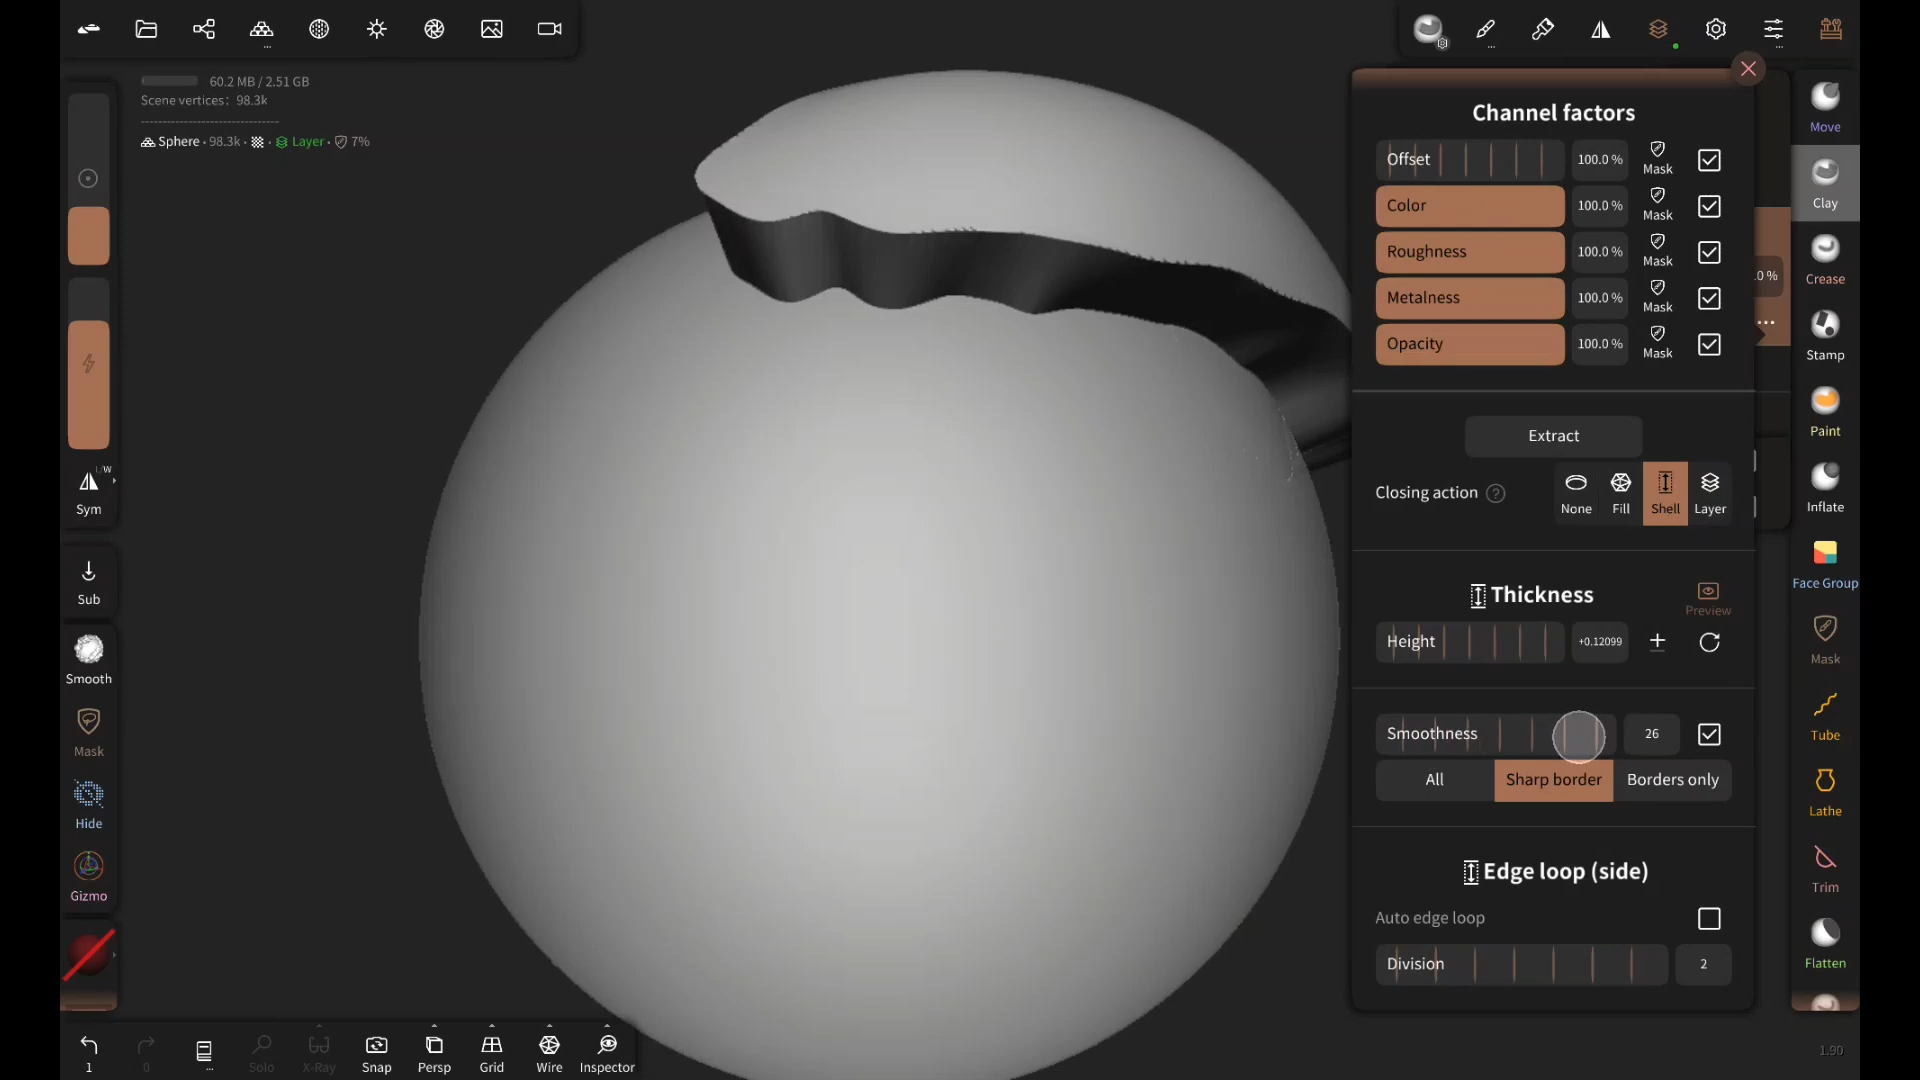 60.2 MB / 2.51 GB
Scene vertices: 98.3k
Sphere • 98.3k • Layer • 7%
L/W
Sym
Sub
Smooth
Mask
Hide
Gizmo
1
0
Solo
X-Ray
Snap
Persp
Grid
Wire
Inspector
Channel factors
Offset 100.0 % Mask
Color 100.0 % Mask
Roughness 100.0 % Mask
Metalness 100.0 % Mask
Opacity 100.0 % Mask
Extract
Closing action ? None Fill Shell Layer
Thickness Preview
Height +0.12099
Smoothness 26
All Sharp border Borders only
Edge loop (side)
Auto edge loop
Division 2
.0 %
Move
Clay
Crease
Stamp
Paint
Inflate
Face Group
Mask
Tube
Lathe
Trim
Flatten
1.90